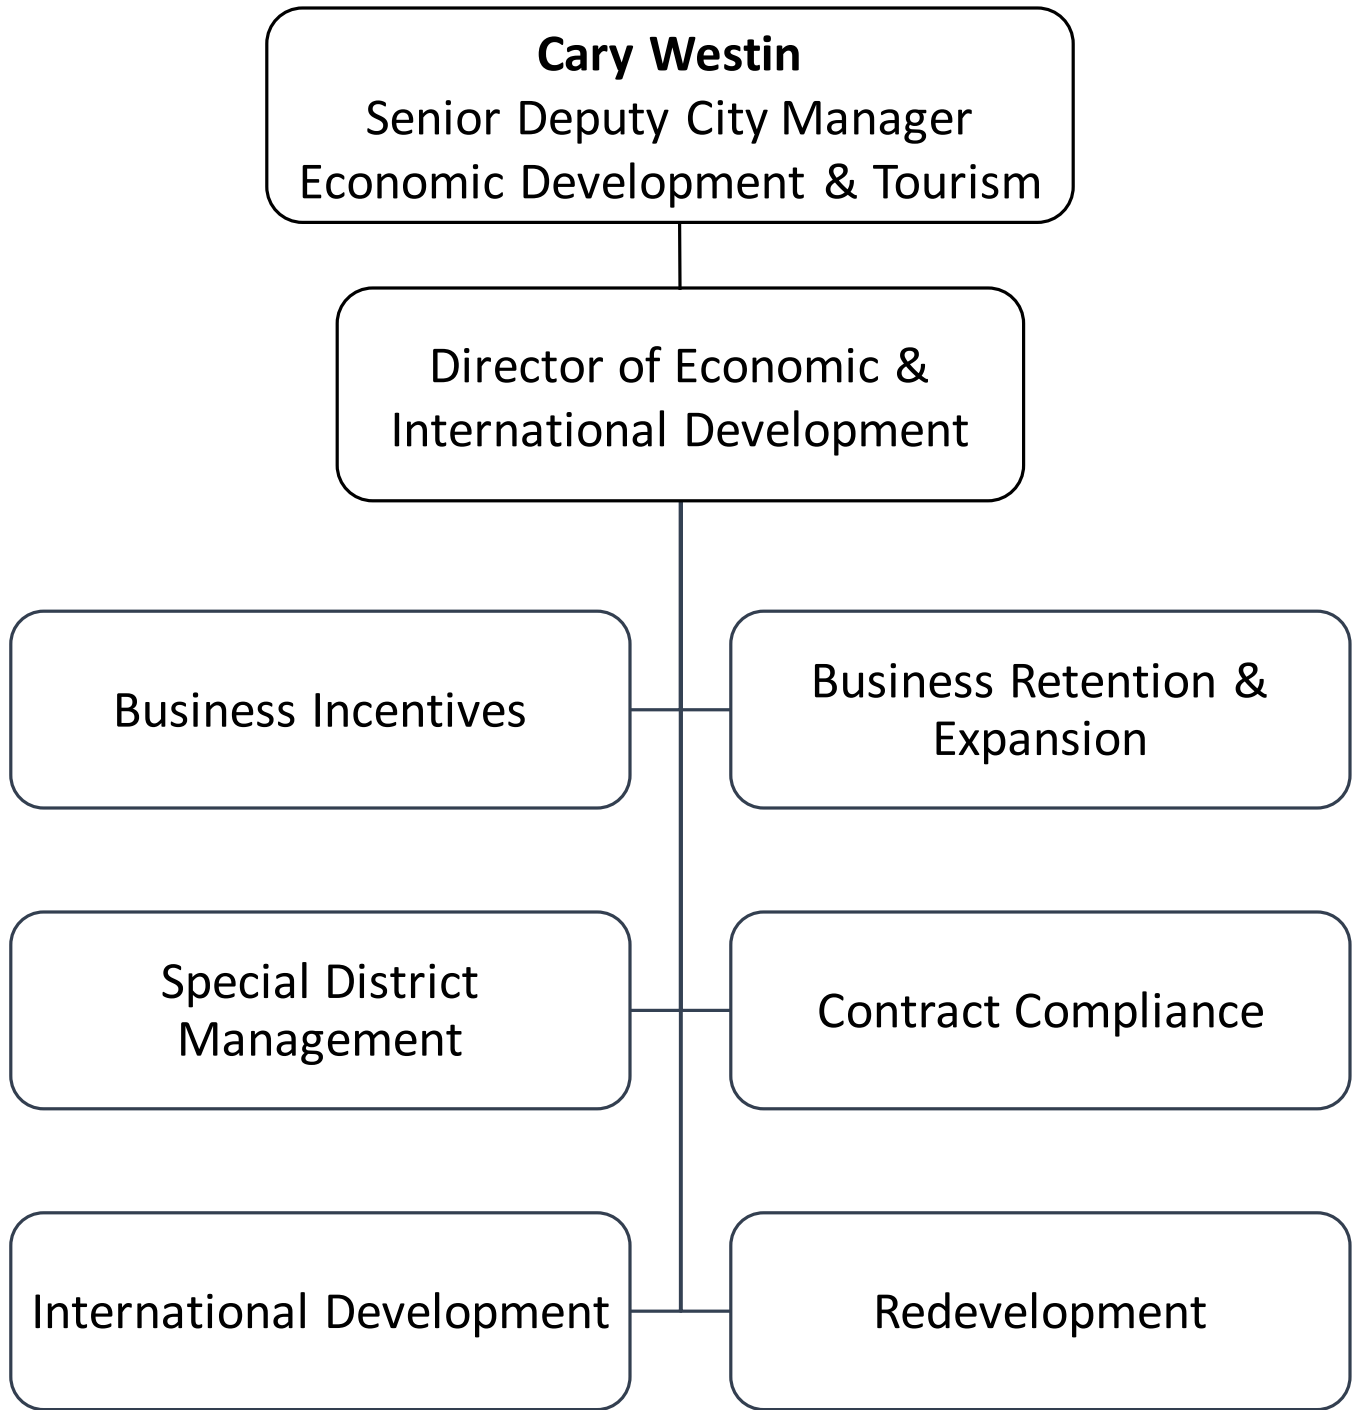 Cary Westin
Senior Deputy City Manager
Economic Development & Tourism
Director of Economic &
International Development
Business Incentives
Business Retention &
Expansion
Special District
Management
Contract Compliance
International Development
Redevelopment